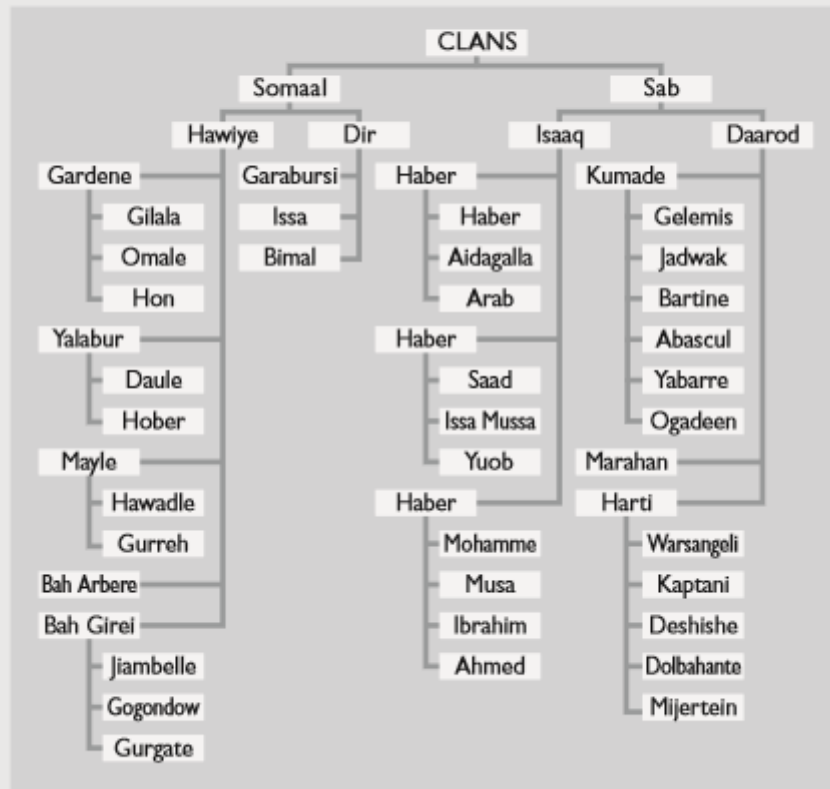 CLANS
Somaal Sab
Hawiye Dir Isaaq Daarod
Gardene Garabursi Haber Kumade
Gilala Issa Haber Gelemis
Omale Bimal Aidagalla Jadwak
Hon Arab Bartine
Yalabur Haber Abascul
Daule Saad Yabarre
Hober Issa Mussa Ogadeen
Mayle Yuob Marahan
Hawadle Haber Harti
Gurreh Mohamme Warsangeli
Bah Arbere Musa Kaptani
Bah Girei Ibrahim Deshishe
Jiambelle Ahmed Dolbahante
Gogondow Mijertein
Gurgate